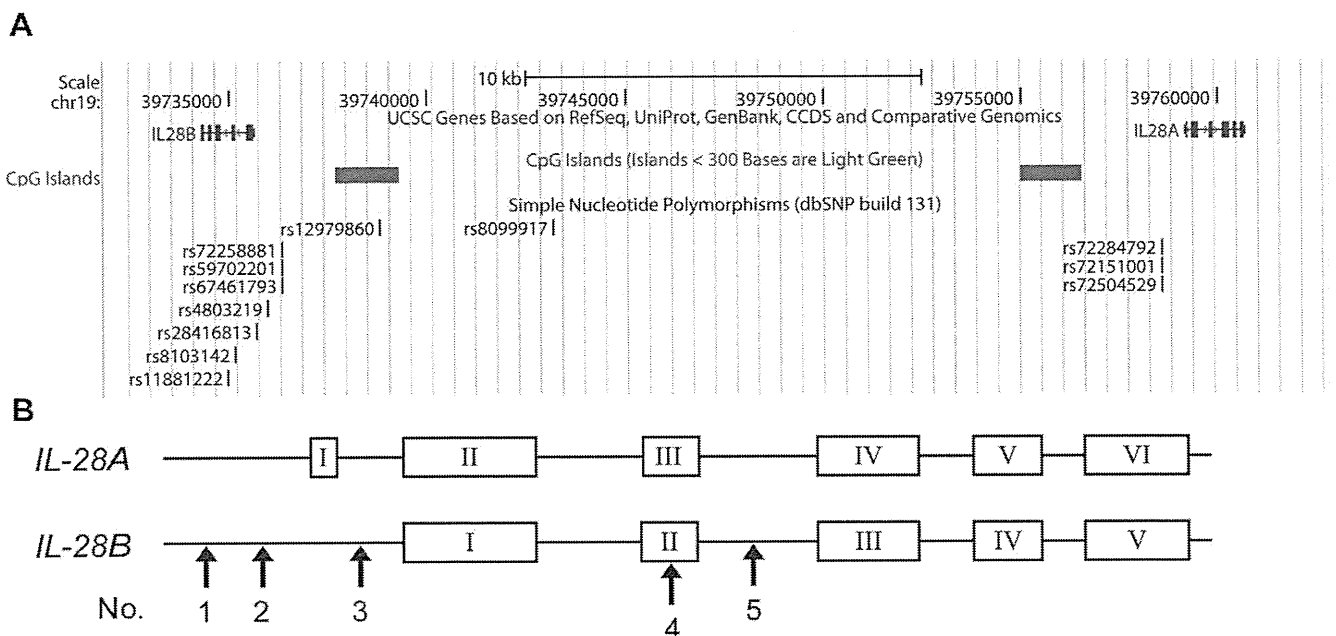 A
Scale
10 kb
chr19:
39735000
39740000
39745000
39750000
39755000
39760000
UCSC Genes Based on RefSeq, UniProt, GenBank, CCDS and Comparative Genomics
IL28B
IL28A
CpG Islands (Islands < 300 Bases are Light Green)
CpG Islands
Simple Nucleotide Polymorphisms (dbSNP build 131)
rs12979860
rs8099917
rs72258881
rs72284792
rs59702201
rs72151001
rs67461793
rs72504529
rs4803219
rs28416813
rs8103142
rs11881222
B
IL-28A I II III IV V VI
IL-28B I II III IV V
No. 1 2 3 4 5